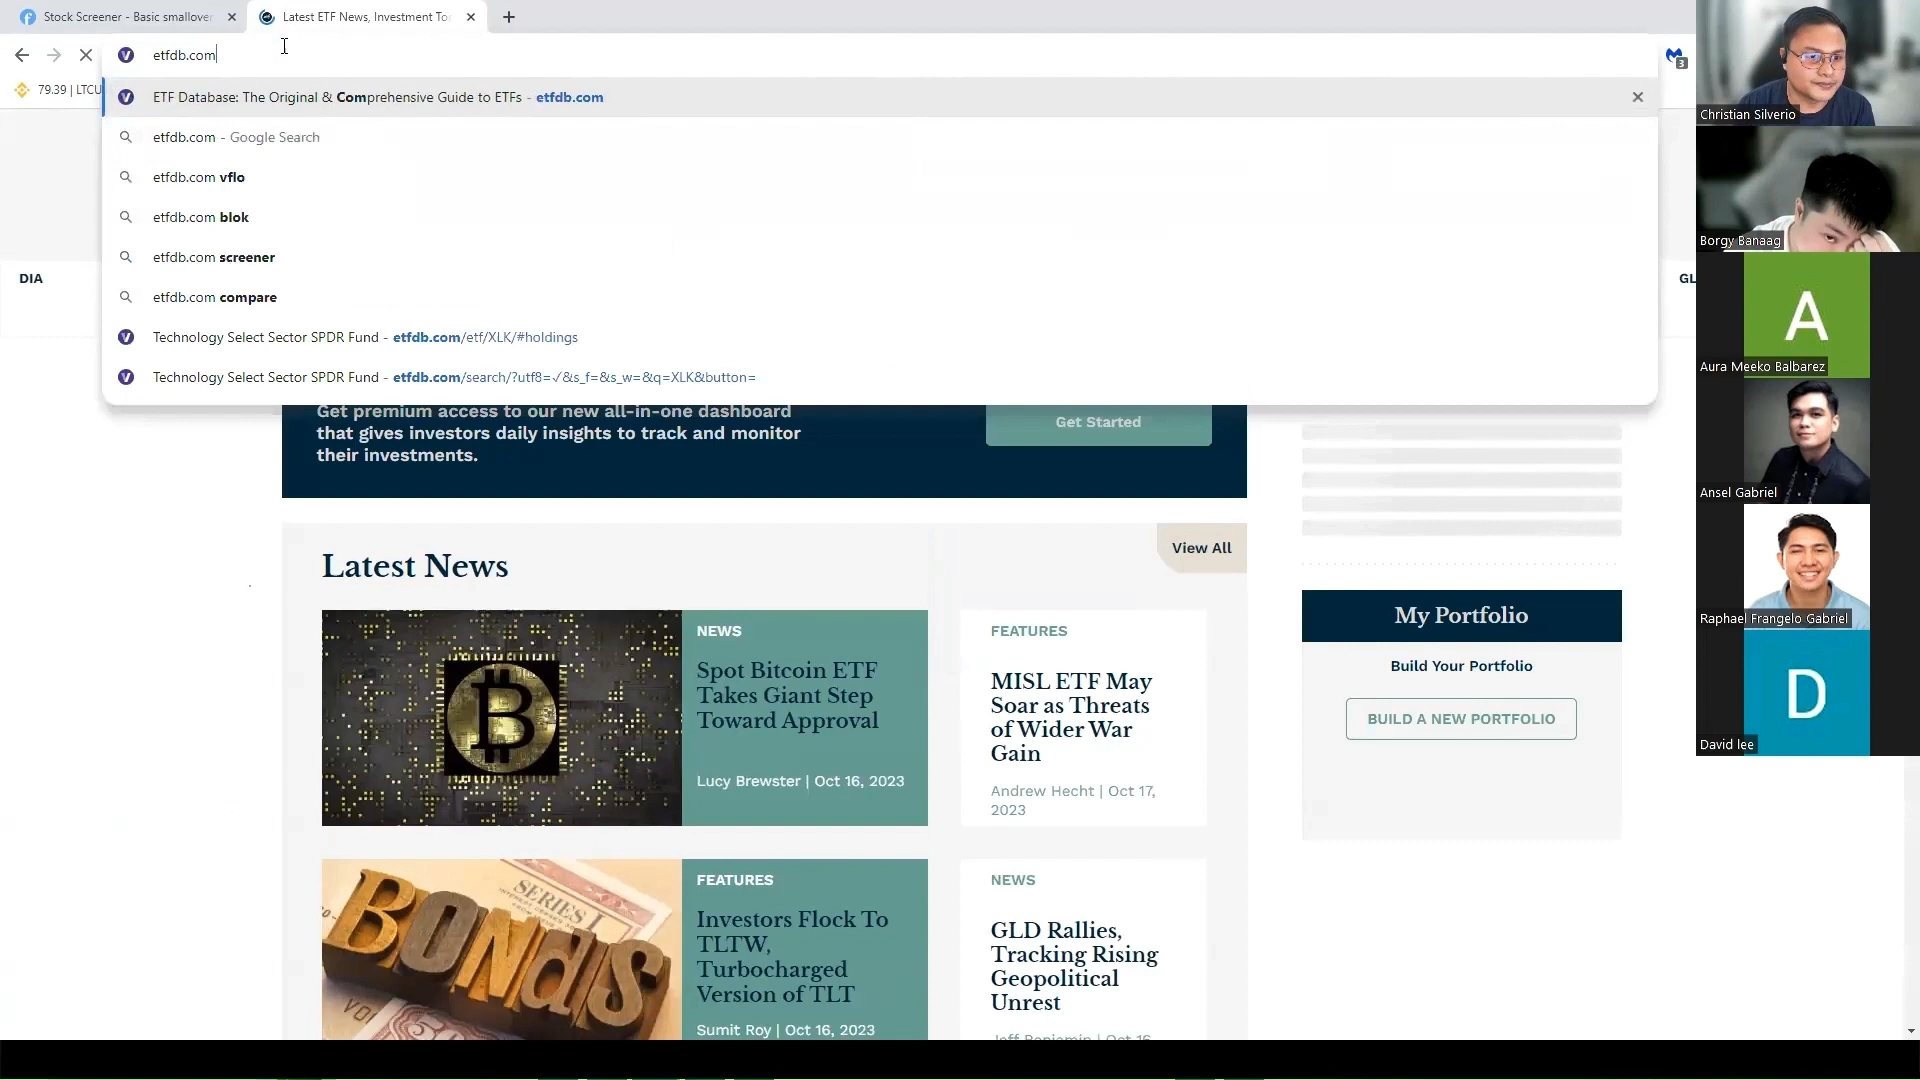 Stock Screener - Basic smallover
Latest ETF News, Investment To
etfdb.com
3
79.39 | LTCU
ETF Database: The Original & Comprehensive Guide to ETFs - etfdb.com
etfdb.com - Google Search
etfdb.com vflo
etfdb.com blok
etfdb.com screener
etfdb.com compare
Technology Select Sector SPDR Fund - etfdb.com/etf/XLK/#holdings
Technology Select Sector SPDR Fund - etfdb.com/search/?utf8=✓&s_f=&s_w=&q=XLK&button=
DIA
GL
Get premium access to our new all-in-one dashboard
that gives investors daily insights to track and monitor
their investments.
Get Started
Latest News
View All
NEWS
Spot Bitcoin ETF
Takes Giant Step
Toward Approval
Lucy Brewster | Oct 16, 2023
FEATURES
MISL ETF May
Soar as Threats
of Wider War
Gain
Andrew Hecht | Oct 17,
2023
SERIES I
BONdS
FEATURES
Investors Flock To
TLTW,
Turbocharged
Version of TLT
Sumit Roy | Oct 16, 2023
NEWS
GLD Rallies,
Tracking Rising
Geopolitical
Unrest
Jeff Benjamin | Oct 16,
My Portfolio
Build Your Portfolio
BUILD A NEW PORTFOLIO
Christian Silverio
Borgy Banaag
A
Aura Meeko Balbarez
Ansel Gabriel
Raphael Frangelo Gabriel
D
David lee